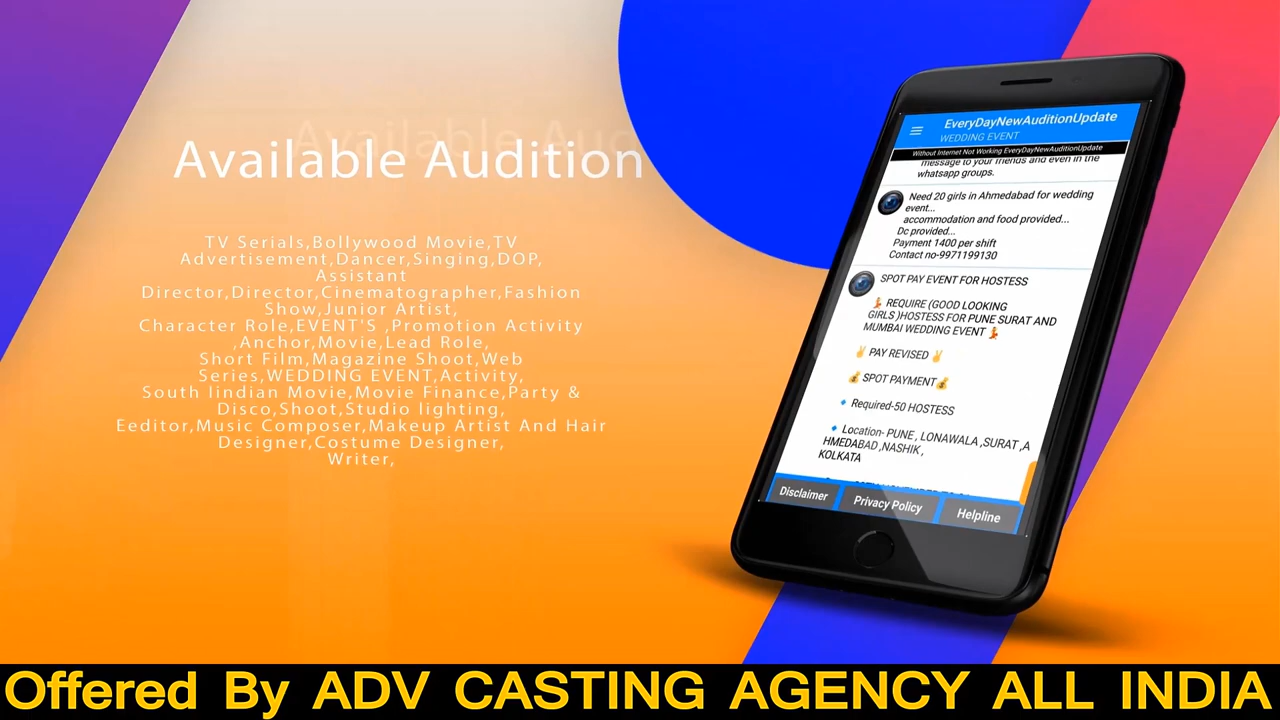 Available Audition
TV Serials,Bollywood Movie,TV
Advertisement,Dancer,Singing,DOP,
Assistant
Director,Director,Cinematographer,Fashion
Show,Junior Artist,
Character Role,EVENT'S ,Promotion Activity
,Anchor,Movie,Lead Role,
Short Film,Magazine Shoot,Web
Series,WEDDING EVENT,Activity,
South Iindian Movie,Movie Finance,Party &
Disco,Shoot,Studio lighting,
Eeditor,Music Composer,Makeup Artist And Hair
Designer,Costume Designer,
Writer,
EveryDayNewAuditionUpdate
WEDDING EVENT
Without Internet Not Working EveryDayNewAuditionUpdate
message to your friends and even in the
whatsapp groups.
Need 20 girls in Ahmedabad for wedding
event...
accommodation and food provided...
Dc provided...
Payment 1400 per shift
Contact no-9971199130
SPOT PAY EVENT FOR HOSTESS
💃 REQUIRE (GOOD LOOKING
GIRLS )HOSTESS FOR PUNE SURAT AND
MUMBAI WEDDING EVENT 💃
✌ PAY REVISED ✌
💰 SPOT PAYMENT💰
🔹 Required-50 HOSTESS
🔹 Location- PUNE , LONAWALA ,SURAT ,A
HMEDABAD ,NASHIK ,
KOLKATA
Disclaimer
Privacy Policy
Helpline
Offered By ADV CASTING AGENCY ALL INDIA